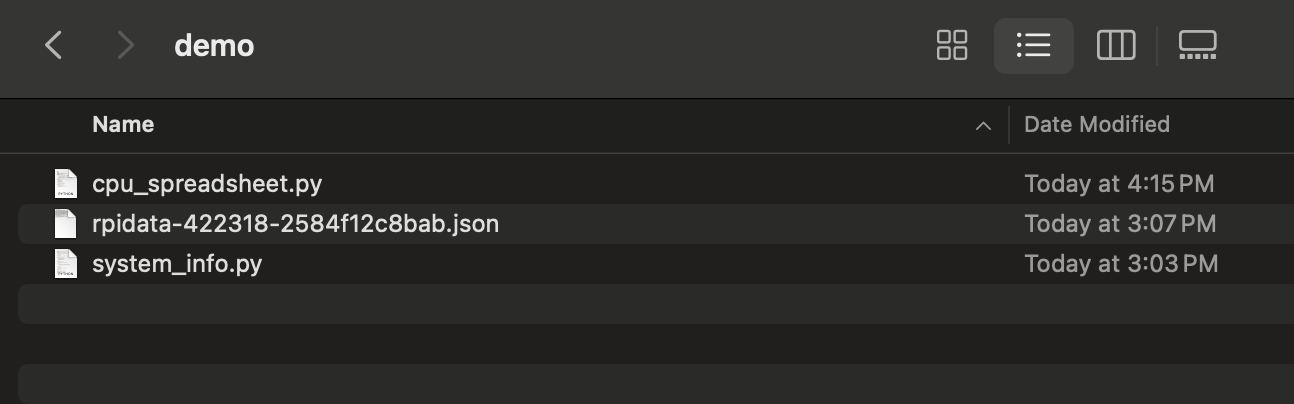 demo
Name Date Modified
cpu_spreadsheet.py Today at 4:15 PM
rpidata-422318-2584f12c8bab.json Today at 3:07 PM
system_info.py Today at 3:03 PM